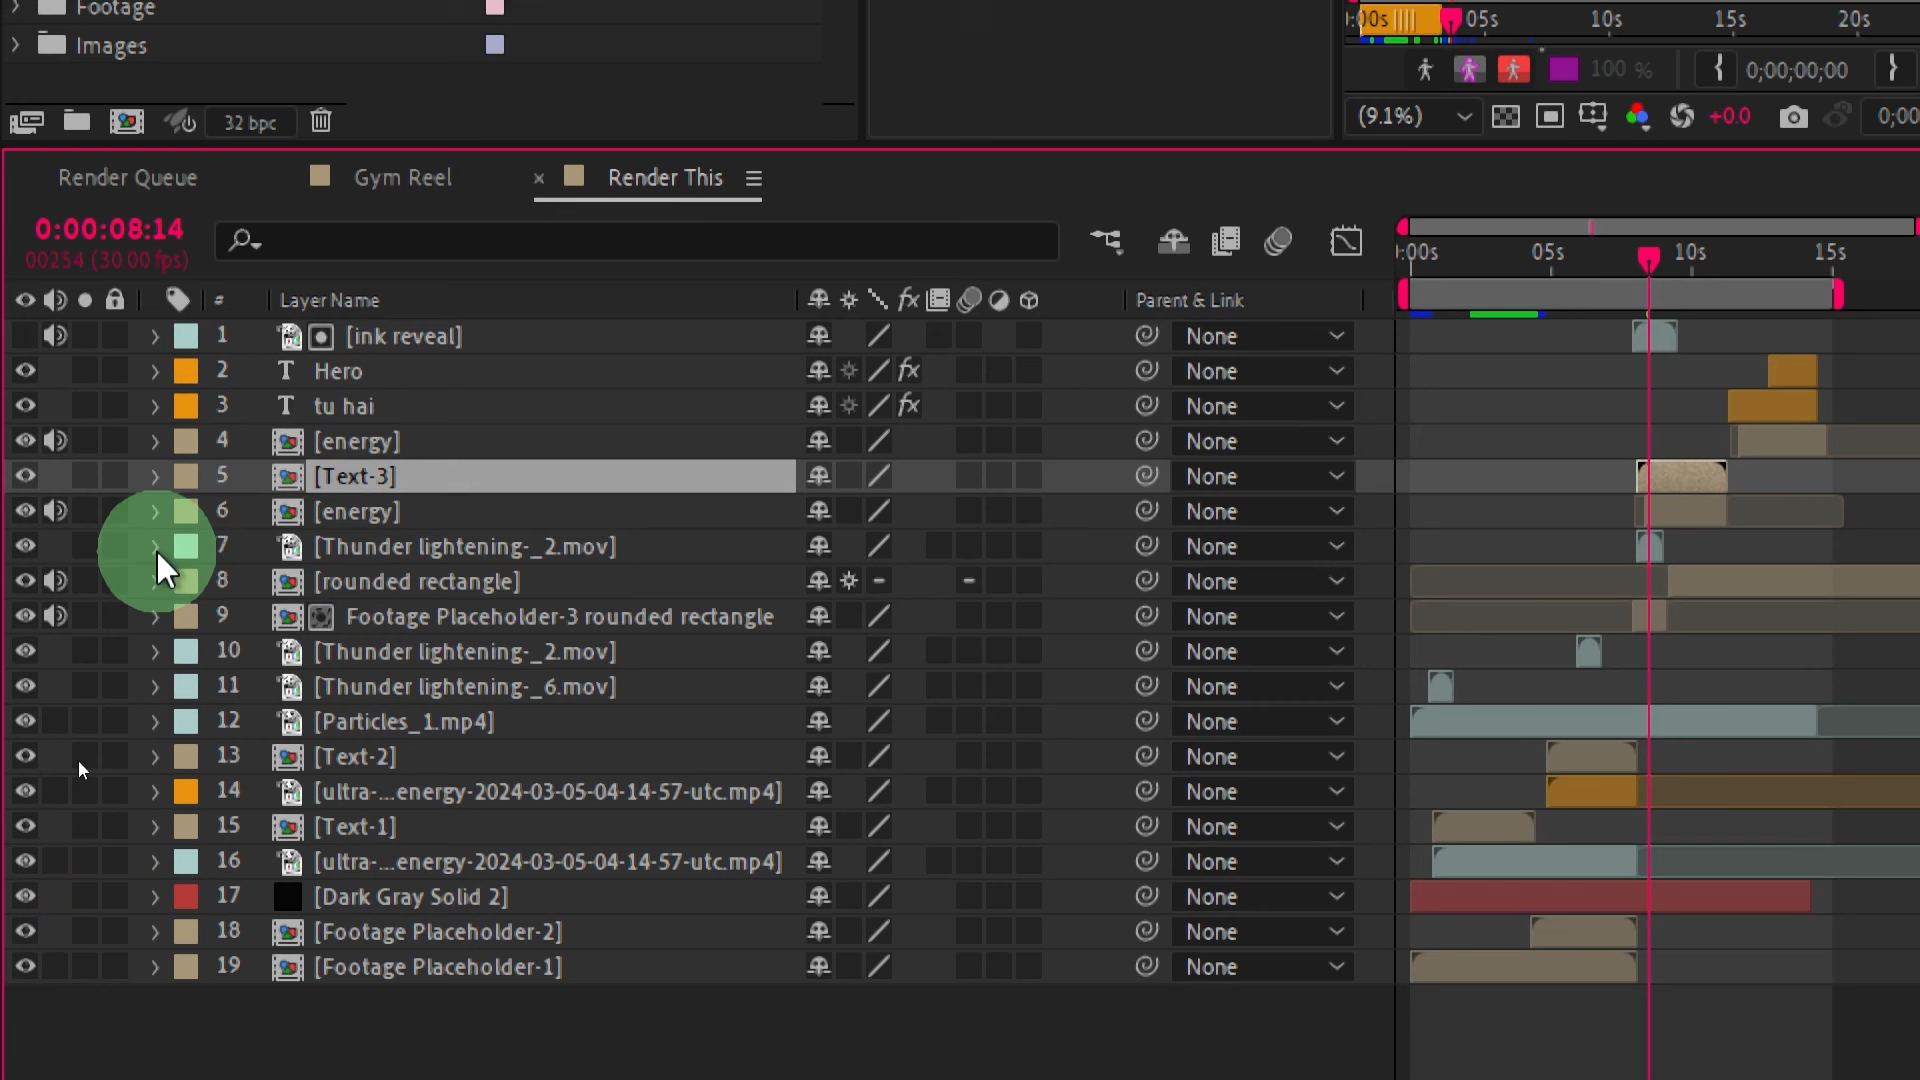 Footage
Images
32 bpc
:00s 05s 10s 15s 20s
100 %
{ 0;00;00;00 }
(9.1%)
+0.0
0;00
Render Queue
Gym Reel
× Render This
0:00:08:14
00254 (30.00 fps)
:00s 05s 10s 15s
# Layer Name
fx
Parent & Link
1 [ink reveal] None
2 T Hero fx None
3 T tu hai fx None
4 [energy] None
5 [Text-3] None
6 [energy] None
7 [Thunder lightening-_2.mov] None
8 [rounded rectangle] None
9 Footage Placeholder-3 rounded rectangle None
10 [Thunder lightening-_2.mov] None
11 [Thunder lightening-_6.mov] None
12 [Particles_1.mp4] None
13 [Text-2] None
14 [ultra-...energy-2024-03-05-04-14-57-utc.mp4] None
15 [Text-1] None
16 [ultra-...energy-2024-03-05-04-14-57-utc.mp4] None
17 [Dark Gray Solid 2] None
18 [Footage Placeholder-2] None
19 [Footage Placeholder-1] None